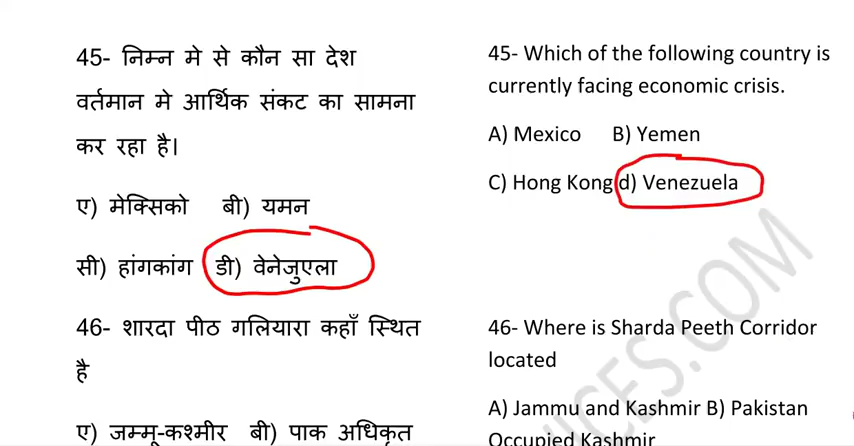 45- निम्न मे से कौन सा देश
वर्तमान मे आर्थिक संकट का सामना
कर रहा है।
ए) मेक्सिको बी) यमन
सी) हांगकांग डी) वेनेजुएला
46- शारदा पीठ गलियारा कहाँ स्थित
है
ए) जम्मू-कश्मीर बी) पाक अधिकृत
45- Which of the following country is
currently facing economic crisis.
A) Mexico B) Yemen
C) Hong Kong d) Venezuela
46- Where is Sharda Peeth Corridor
located
A) Jammu and Kashmir B) Pakistan
Occupied Kashmir